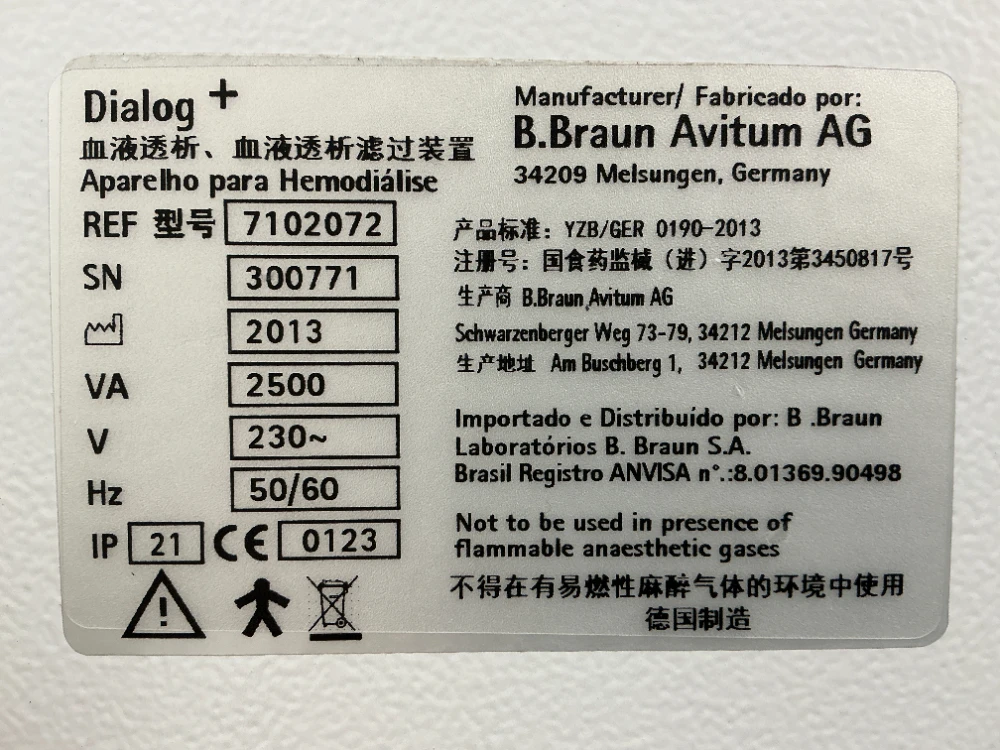 Dialog +
血液透析、血液透析滤过装置
Aparelho para Hemodiálise
REF 型号 7102072
SN 300771
2013
VA 2500
V 230~
Hz 50/60
IP 21 CE 0123
Manufacturer/ Fabricado por:
B.Braun Avitum AG
34209 Melsungen, Germany
产品标准: YZB/GER 0190-2013
注册号: 国食药监械（进）字2013第3450817号
生产商 B.Braun Avitum AG
Schwarzenberger Weg 73-79, 34212 Melsungen Germany
生产地址 Am Buschberg 1, 34212 Melsungen Germany
Importado e Distribuído por: B .Braun
Laboratórios B. Braun S.A.
Brasil Registro ANVISA n°.:8.01369.90498
Not to be used in presence of
flammable anaesthetic gases
不得在有易燃性麻醉气体的环境中使用
德国制造